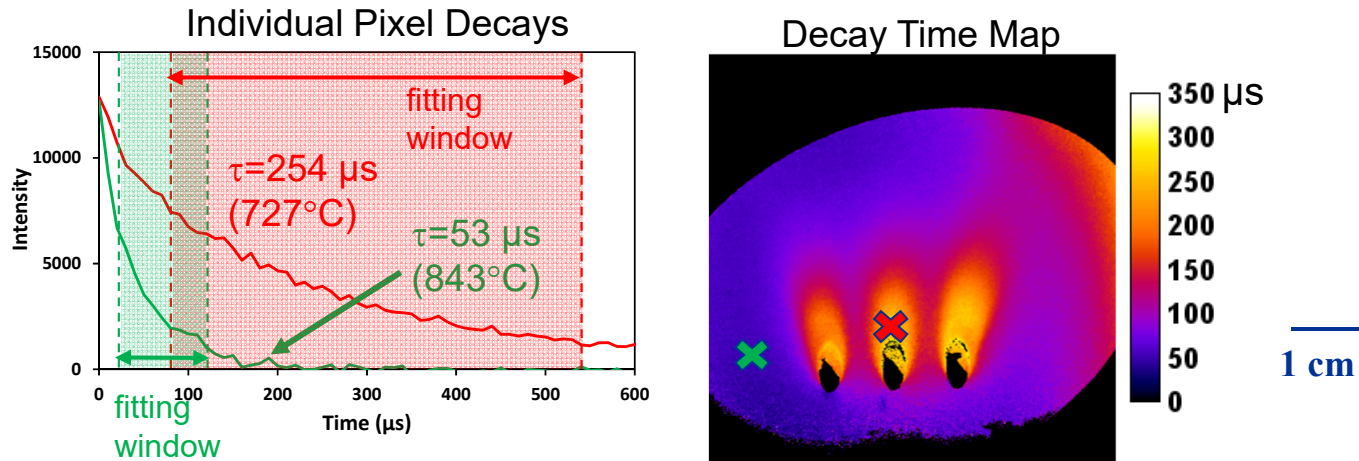 Individual Pixel Decays
15000
10000
5000
0
Intensity
0
100
200
300
400
500
600
Time (µs)
fitting
window
τ=254 µs
(727°C)
τ=53 µs
(843°C)
fitting
window
Decay Time Map
350 µs
300
250
200
150
100
50
0
1 cm